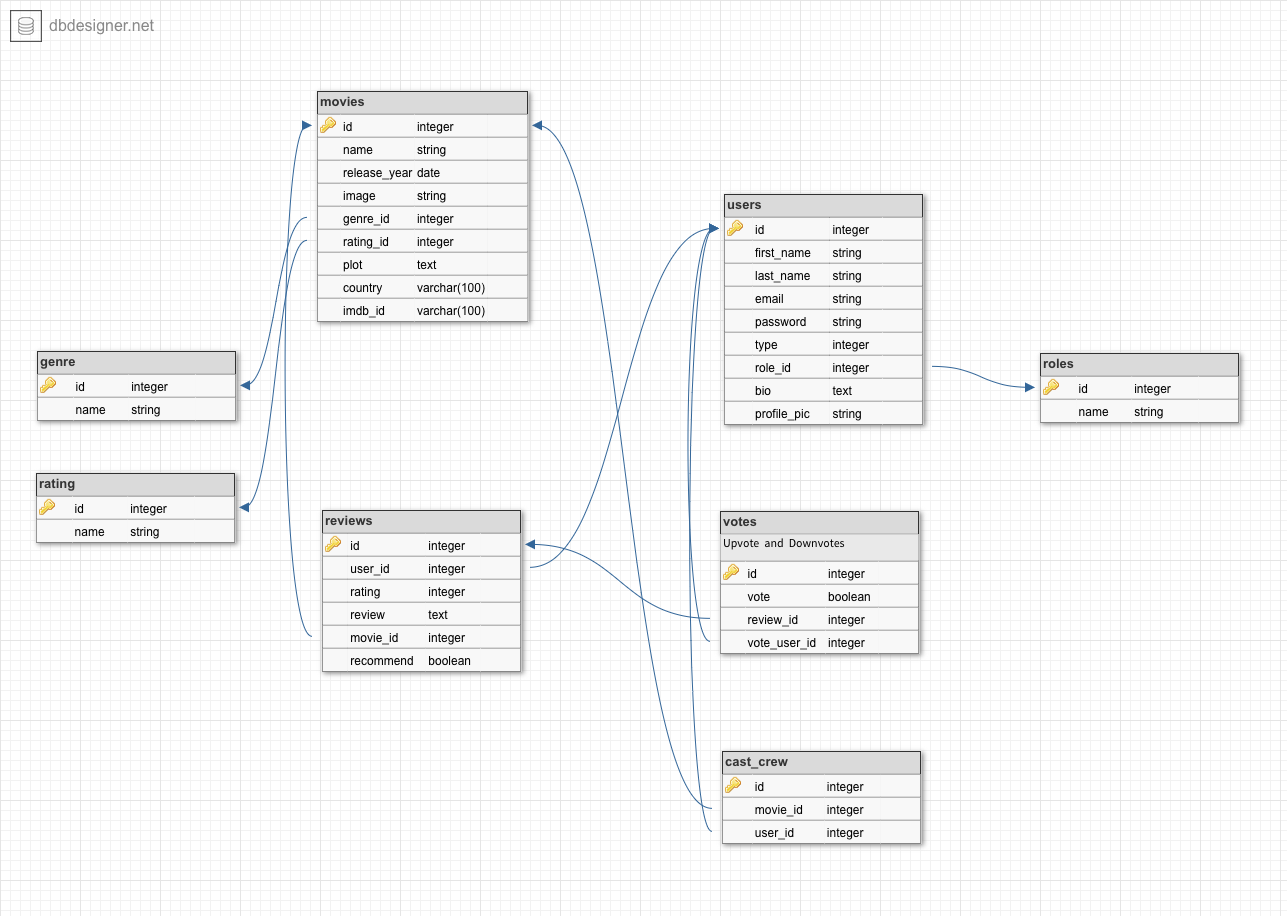 dbdesigner.net
movies
id integer
name string
release_year date
image string
genre_id integer
rating_id integer
plot text
country varchar(100)
imdb_id varchar(100)
users
id integer
first_name string
last_name string
email string
password string
type integer
role_id integer
bio text
profile_pic string
genre
id integer
name string
roles
id integer
name string
rating
id integer
name string
reviews
id integer
user_id integer
rating integer
review text
movie_id integer
recommend boolean
votes
Upvote and Downvotes
id integer
vote boolean
review_id integer
vote_user_id integer
cast_crew
id integer
movie_id integer
user_id integer